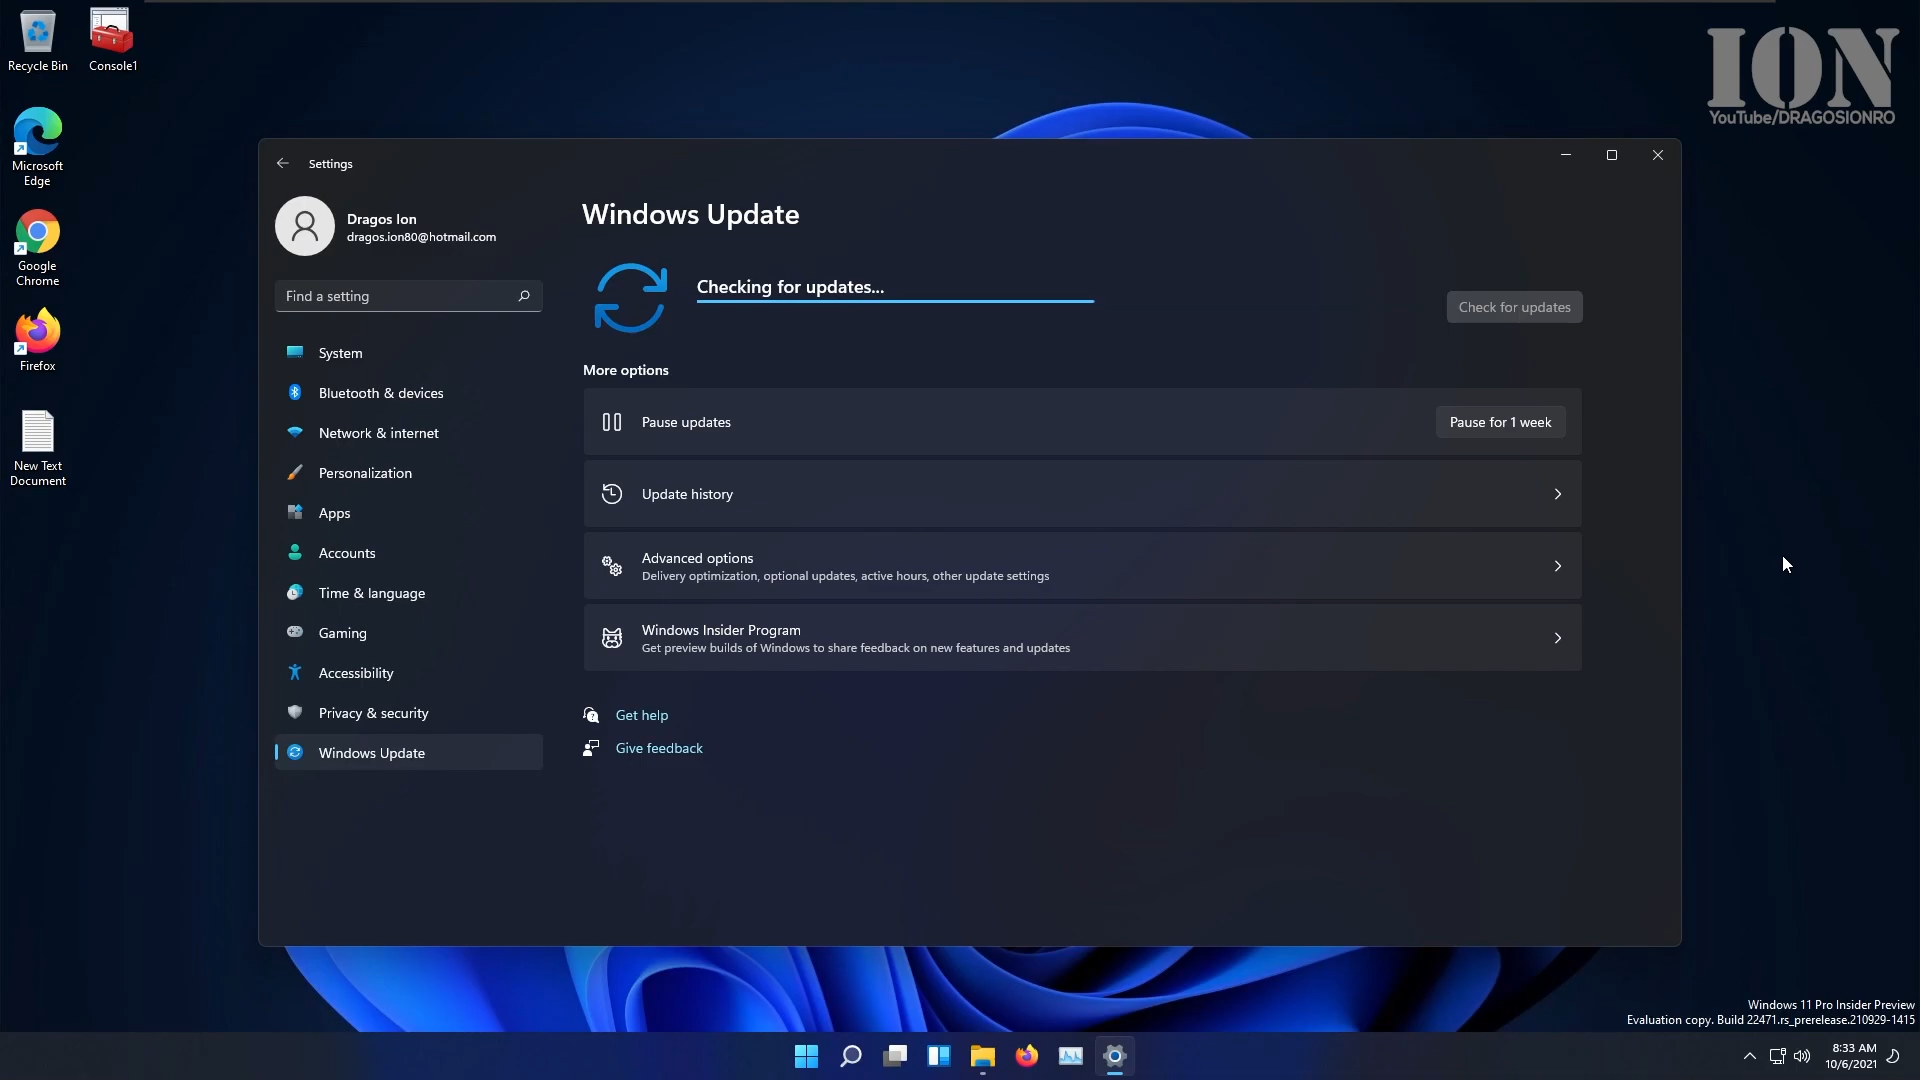 Recycle Bin
Console1
Microsoft
Edge
Google
Chrome
Firefox
New Text
Document
ION
YouTube/DRAGOSIONRO
Settings
Dragos Ion
dragos.ion80@hotmail.com
Find a setting
System
Bluetooth & devices
Network & internet
Personalization
Apps
Accounts
Time & language
Gaming
Accessibility
Privacy & security
Windows Update
Windows Update
Checking for updates...
Check for updates
More options
Pause updates
Pause for 1 week
Update history
Advanced options
Delivery optimization, optional updates, active hours, other update settings
Windows Insider Program
Get preview builds of Windows to share feedback on new features and updates
Get help
Give feedback
Windows 11 Pro Insider Preview
Evaluation copy. Build 22471.rs_prerelease.210929-1415
8:33 AM
10/6/2021